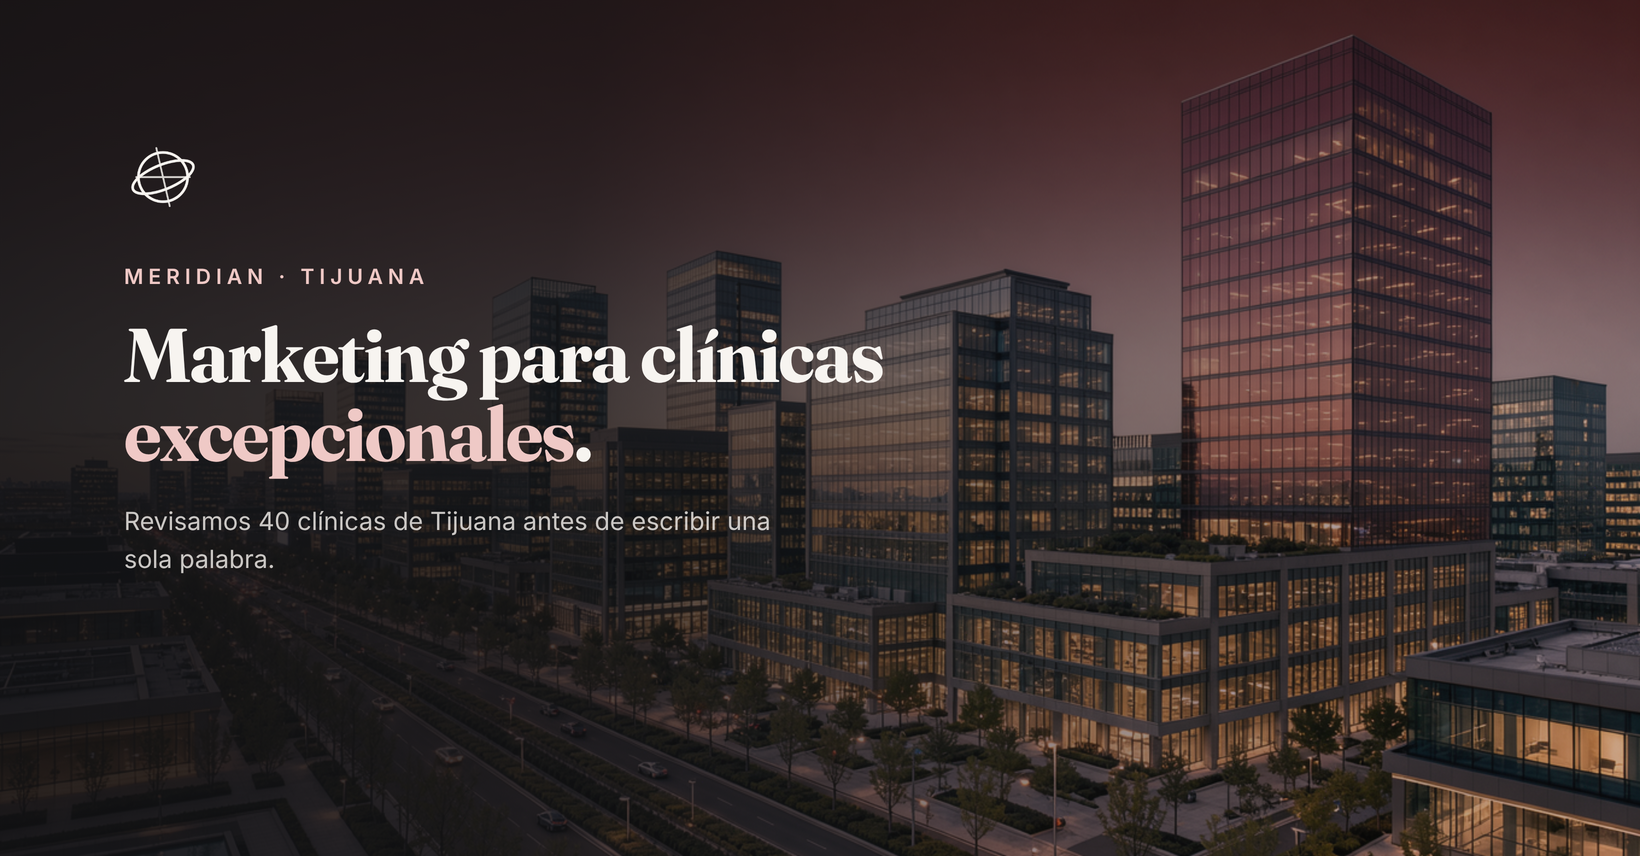 MERIDIAN · TIJUANA
Marketing para clínicas
excepcionales.
Revisamos 40 clínicas de Tijuana antes de escribir una
sola palabra.